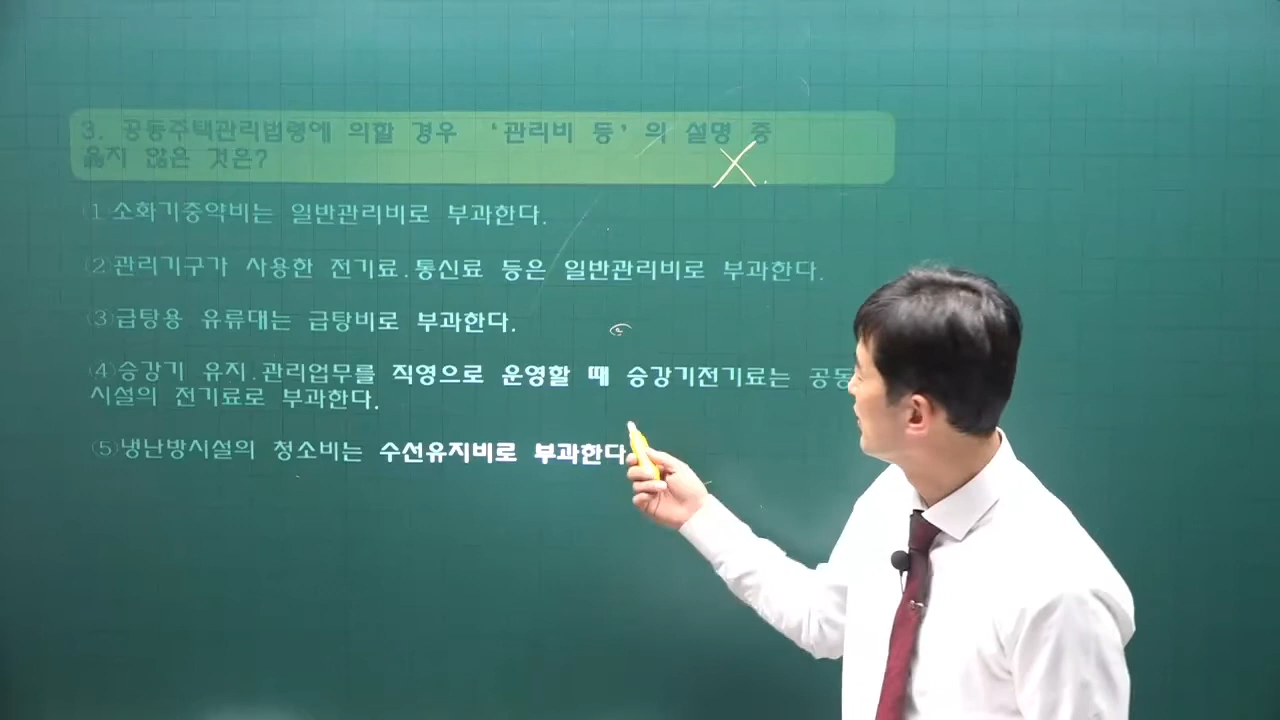 3. 공동주택관리법령에 의할 경우 '관리비 등'의 설명 중
옳지 않은 것은?
X
(1)소화기충약비는 일반관리비로 부과한다.
(2)관리기구가 사용한 전기료.통신료 등은 일반관리비로 부과한다.
(3)급탕용 유류대는 급탕비로 부과한다.
(4)승강기 유지.관리업무를 직영으로 운영할 때 승강기전기료는 공동
시설의 전기료로 부과한다.
(5)냉난방시설의 청소비는 수선유지비로 부과한다